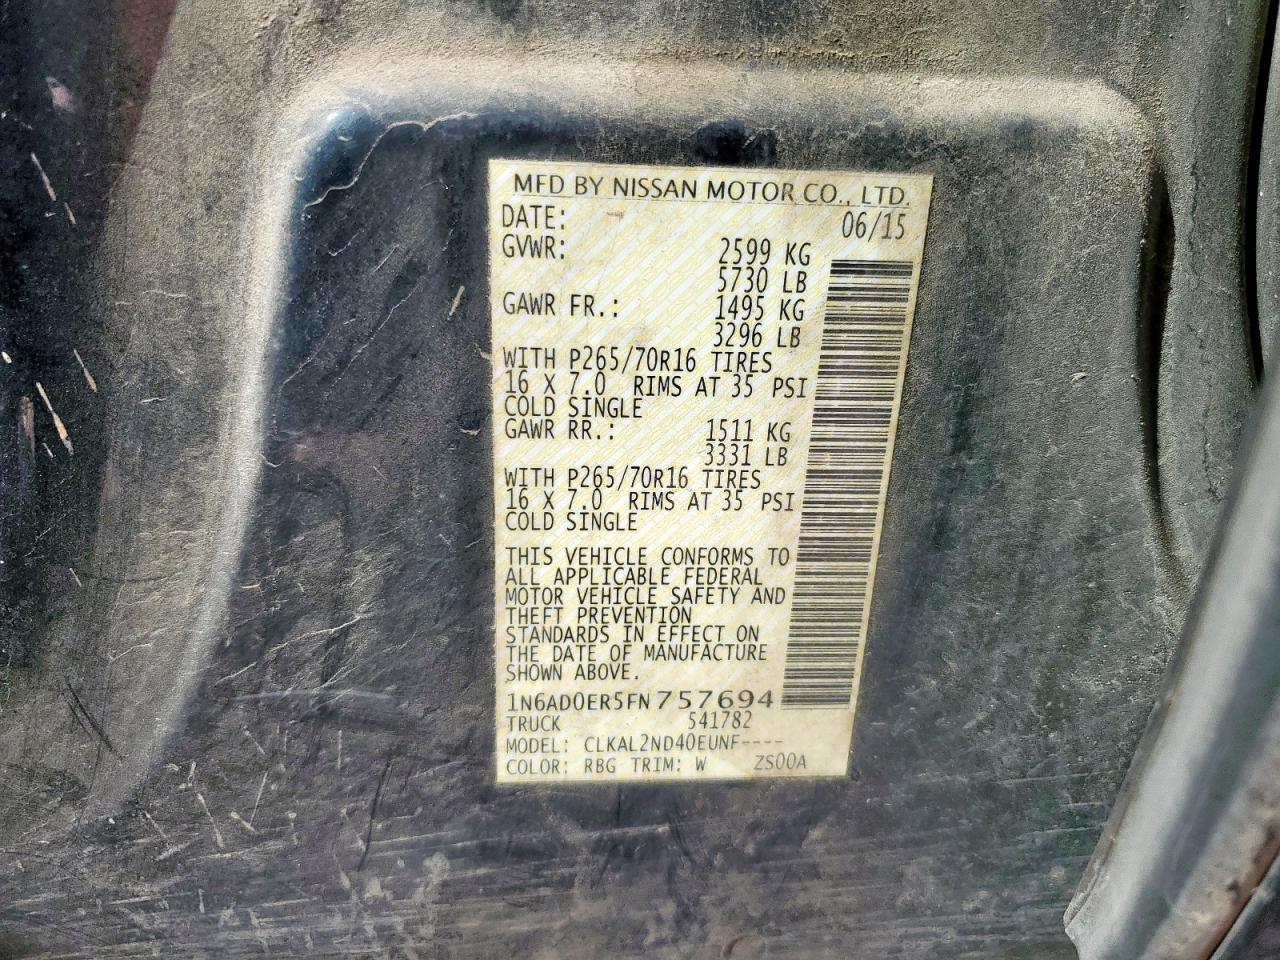 MFD BY NISSAN MOTOR CO., LTD.
DATE: 06/15
GVWR: 2599 KG
5730 LB
GAWR FR.: 1495 KG
3296 LB
WITH P265/70R16 TIRES
16 X 7.0 RIMS AT 35 PSI
COLD SINGLE
GAWR RR.: 1511 KG
3331 LB
WITH P265/70R16 TIRES
16 X 7.0 RIMS AT 35 PSI
COLD SINGLE
THIS VEHICLE CONFORMS TO
ALL APPLICABLE FEDERAL
MOTOR VEHICLE SAFETY AND
THEFT PREVENTION
STANDARDS IN EFFECT ON
THE DATE OF MANUFACTURE
SHOWN ABOVE.
1N6AD0ER5FN757694
TRUCK 541782
MODEL: CLKAL2ND40EUNF----
COLOR: RBG TRIM: W ZS00A